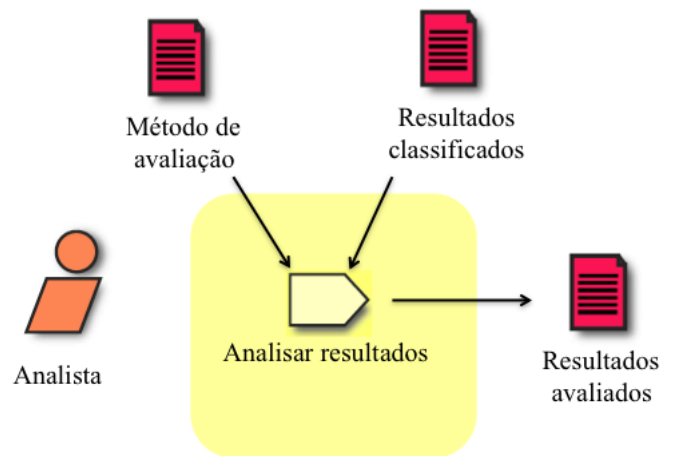 Método de
avaliação
Resultados
classificados
Analista
Analisar resultados
Resultados
avaliados